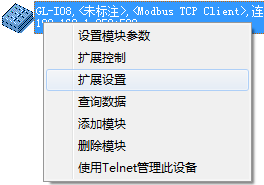 GL-IO8,<未标注>,<Modbus TCP Client>,连
设置模块参数
扩展控制
扩展设置
查询数据
添加模块
删除模块
使用Telnet管理此设备